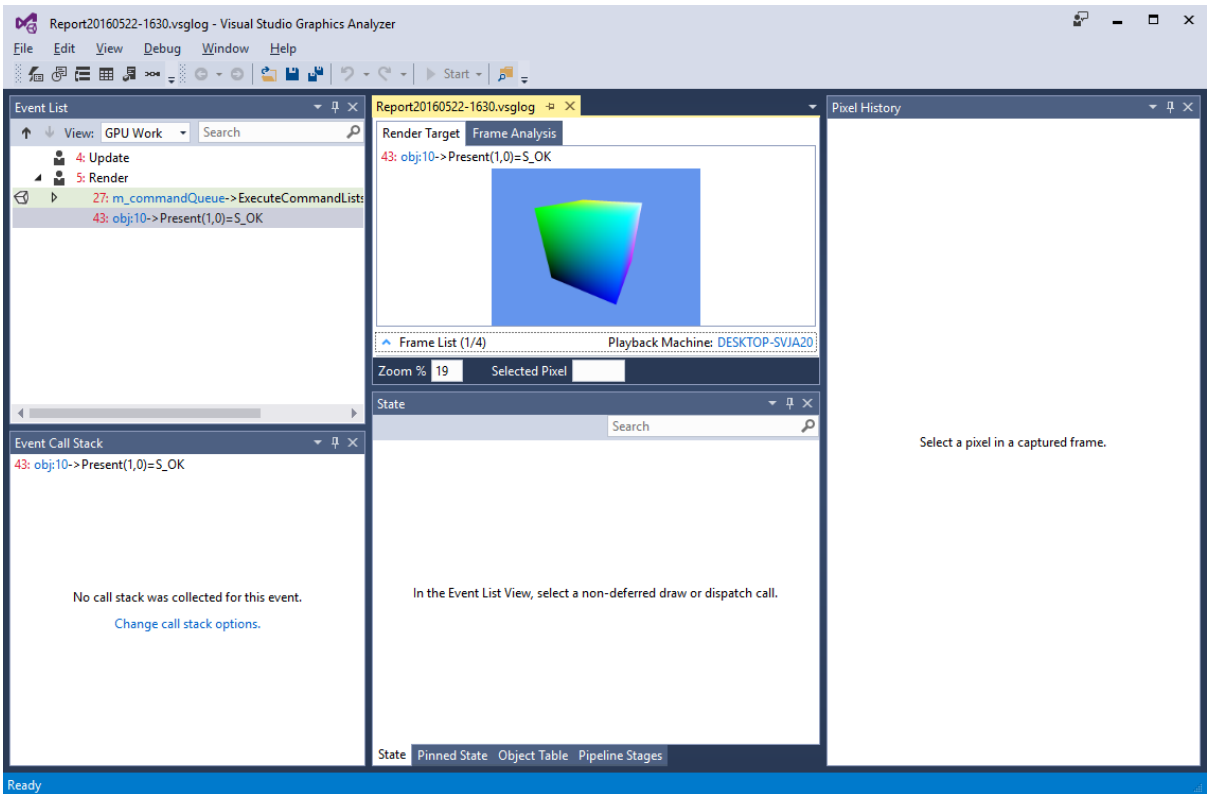 Report20160522-1630.vsglog - Visual Studio Graphics Analyzer
File Edit View Debug Window Help
Start
Event List
View: GPU Work Search
4: Update
5: Render
27: m_commandQueue->ExecuteCommandLists
43: obj:10->Present(1,0)=S_OK
Event Call Stack
43: obj:10->Present(1,0)=S_OK
No call stack was collected for this event.
Change call stack options.
Report20160522-1630.vsglog
Render Target Frame Analysis
43: obj:10->Present(1,0)=S_OK
Frame List (1/4) Playback Machine: DESKTOP-SVJA20
Zoom % 19 Selected Pixel
State
Search
In the Event List View, select a non-deferred draw or dispatch call.
State Pinned State Object Table Pipeline Stages
Pixel History
Select a pixel in a captured frame.
Ready